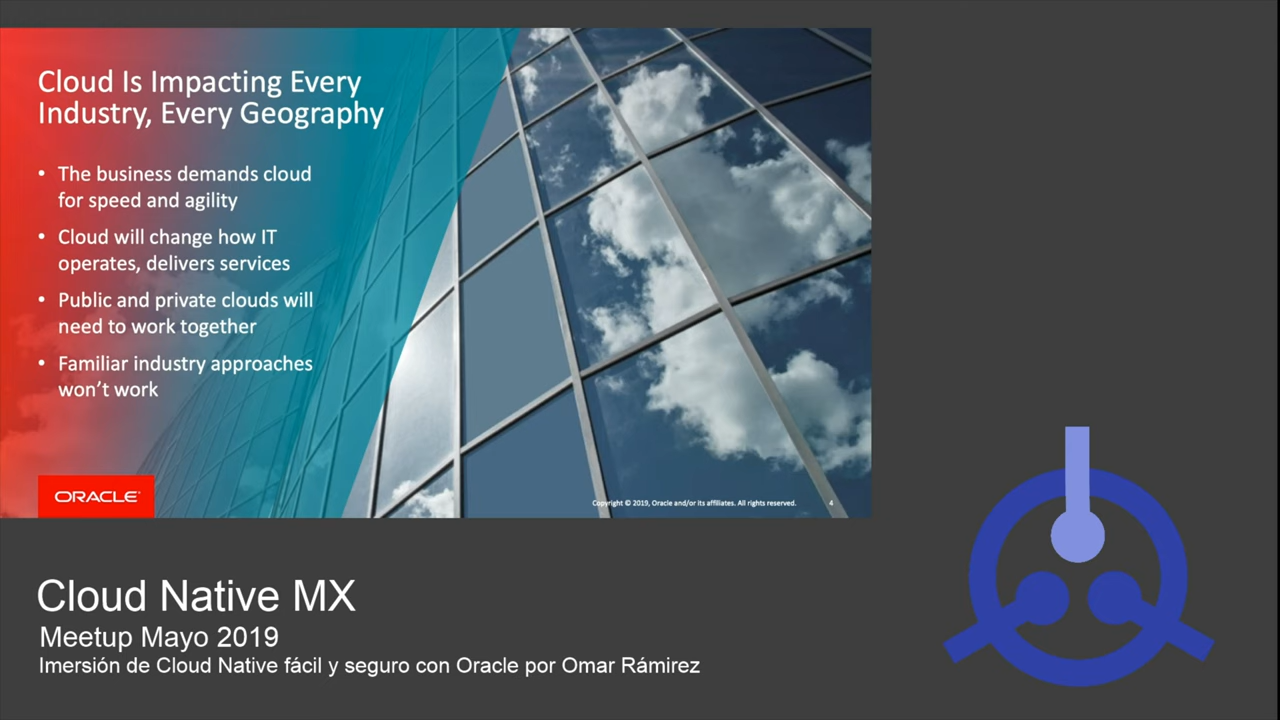 Cloud Is Impacting Every
Industry, Every Geography
• The business demands cloud
for speed and agility
• Cloud will change how IT
operates, delivers services
• Public and private clouds will
need to work together
• Familiar industry approaches
won't work
ORACLE®
Copyright © 2019, Oracle and/or its affiliates. All rights reserved. 4
Cloud Native MX
Meetup Mayo 2019
Imersión de Cloud Native fácil y seguro con Oracle por Omar Rámirez